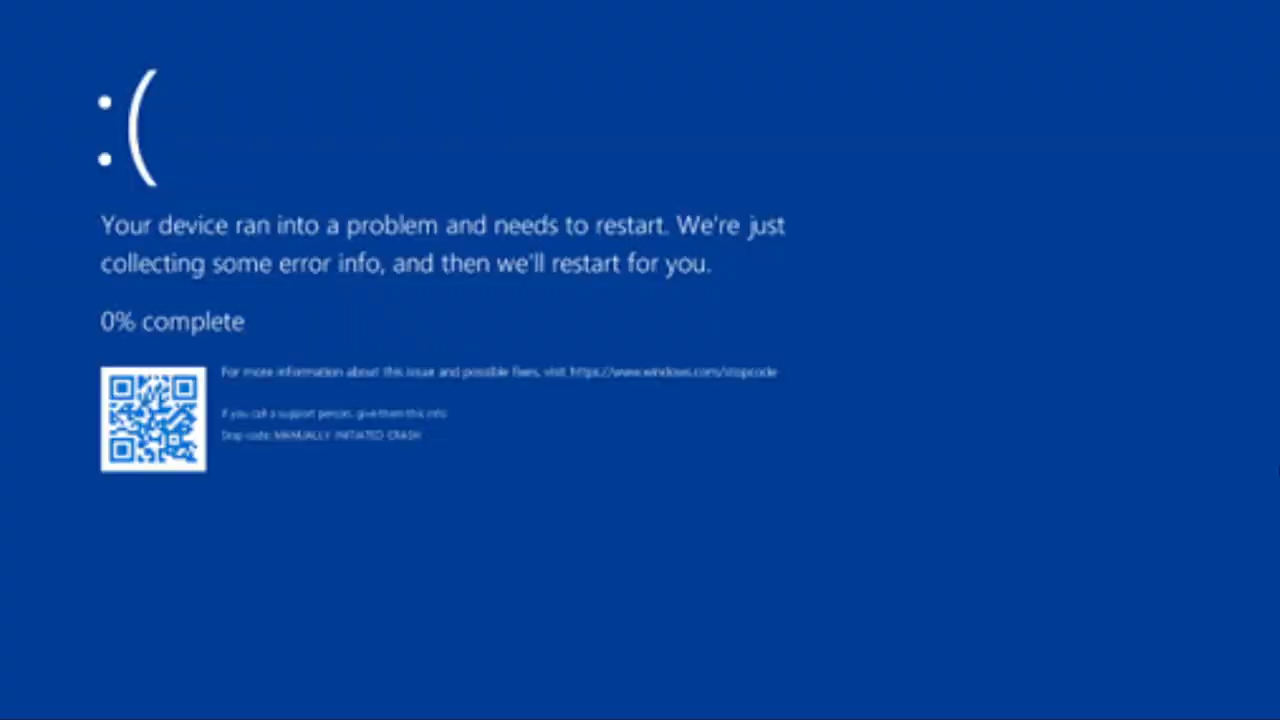 :(
Your device ran into a problem and needs to restart. We're just
collecting some error info, and then we'll restart for you.
0% complete
For more information about this issue and possible fixes, visit https://www.windows.com/stopcode
If you call a support person, give them this info:
Stop code: MANUALLY INITIATED CRASH